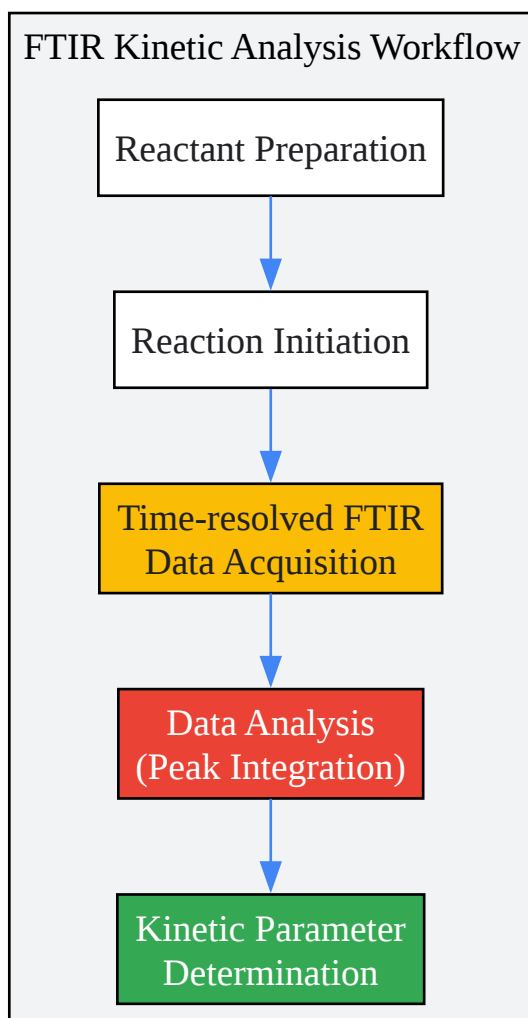 FTIR Kinetic Analysis Workflow
Reactant Preparation
Reaction Initiation
Time-resolved FTIR
Data Acquisition
Data Analysis
(Peak Integration)
Kinetic Parameter
Determination